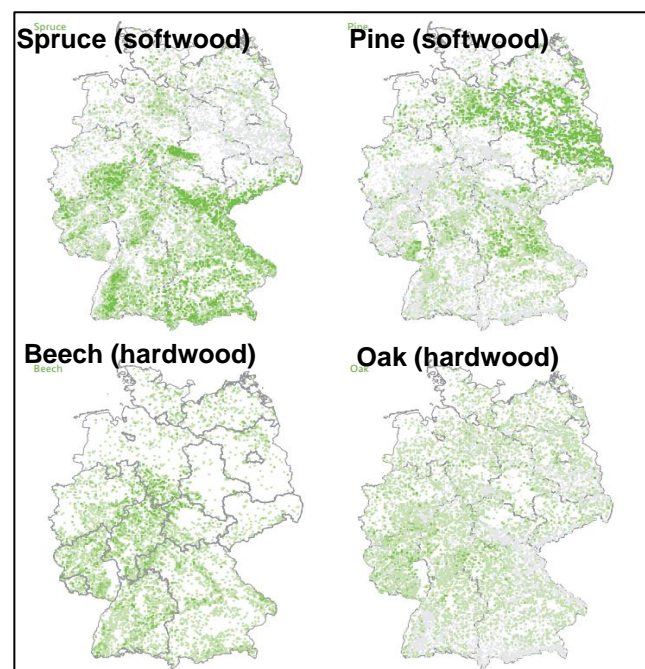 Spruce
Pine
Spruce (softwood)
Pine (softwood)
Beech (hardwood)
Oak (hardwood)
Beech
Oak